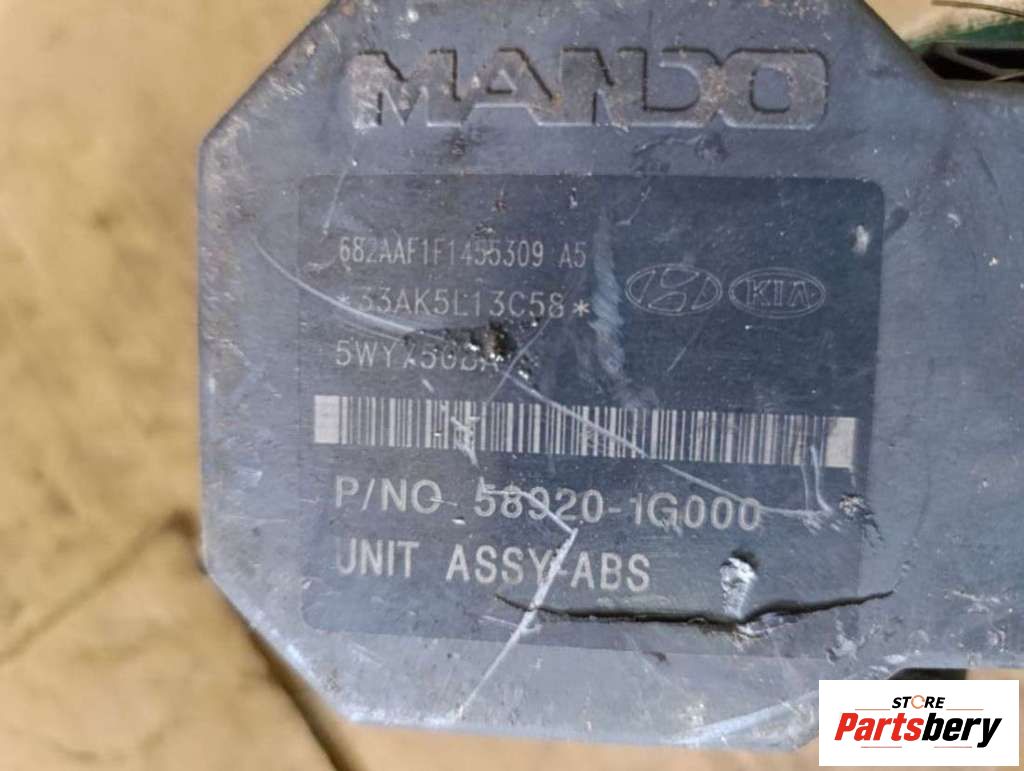 MANDO
682AAF1F1455309 A5
*33AK5L13C58*
KIA
P/NO 58920-1G000
UNIT ASSY-ABS
STORE
Partsbery